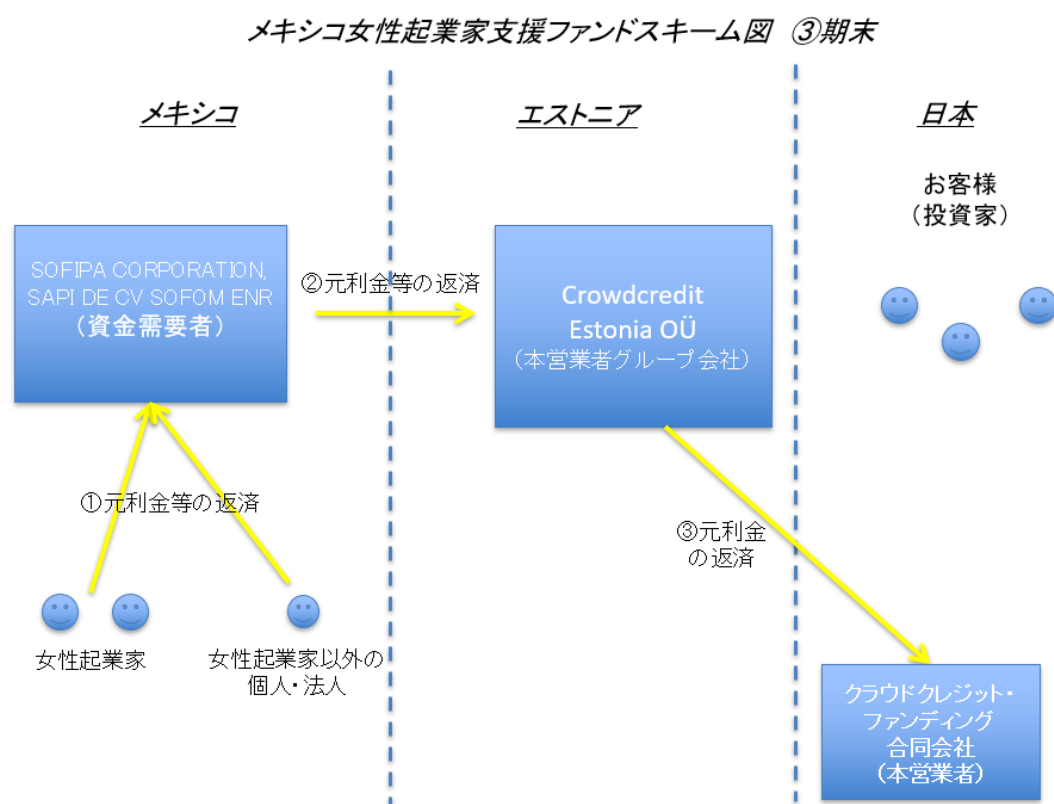 メキシコ女性起業家支援ファンドスキーム図 ③期末
メキシコ
エストニア
日本
お客様
（投資家）
SOFIPA CORPORATION,
SAPI DE CV SOFOM ENR
（資金需要者）
②元利金等の返済
Crowdcredit
Estonia OÜ
（本営業者グループ会社）
①元利金等の返済
③元利金
の返済
女性起業家
女性起業家以外の
個人・法人
クラウドクレジット・
ファンディング
合同会社
（本営業者）